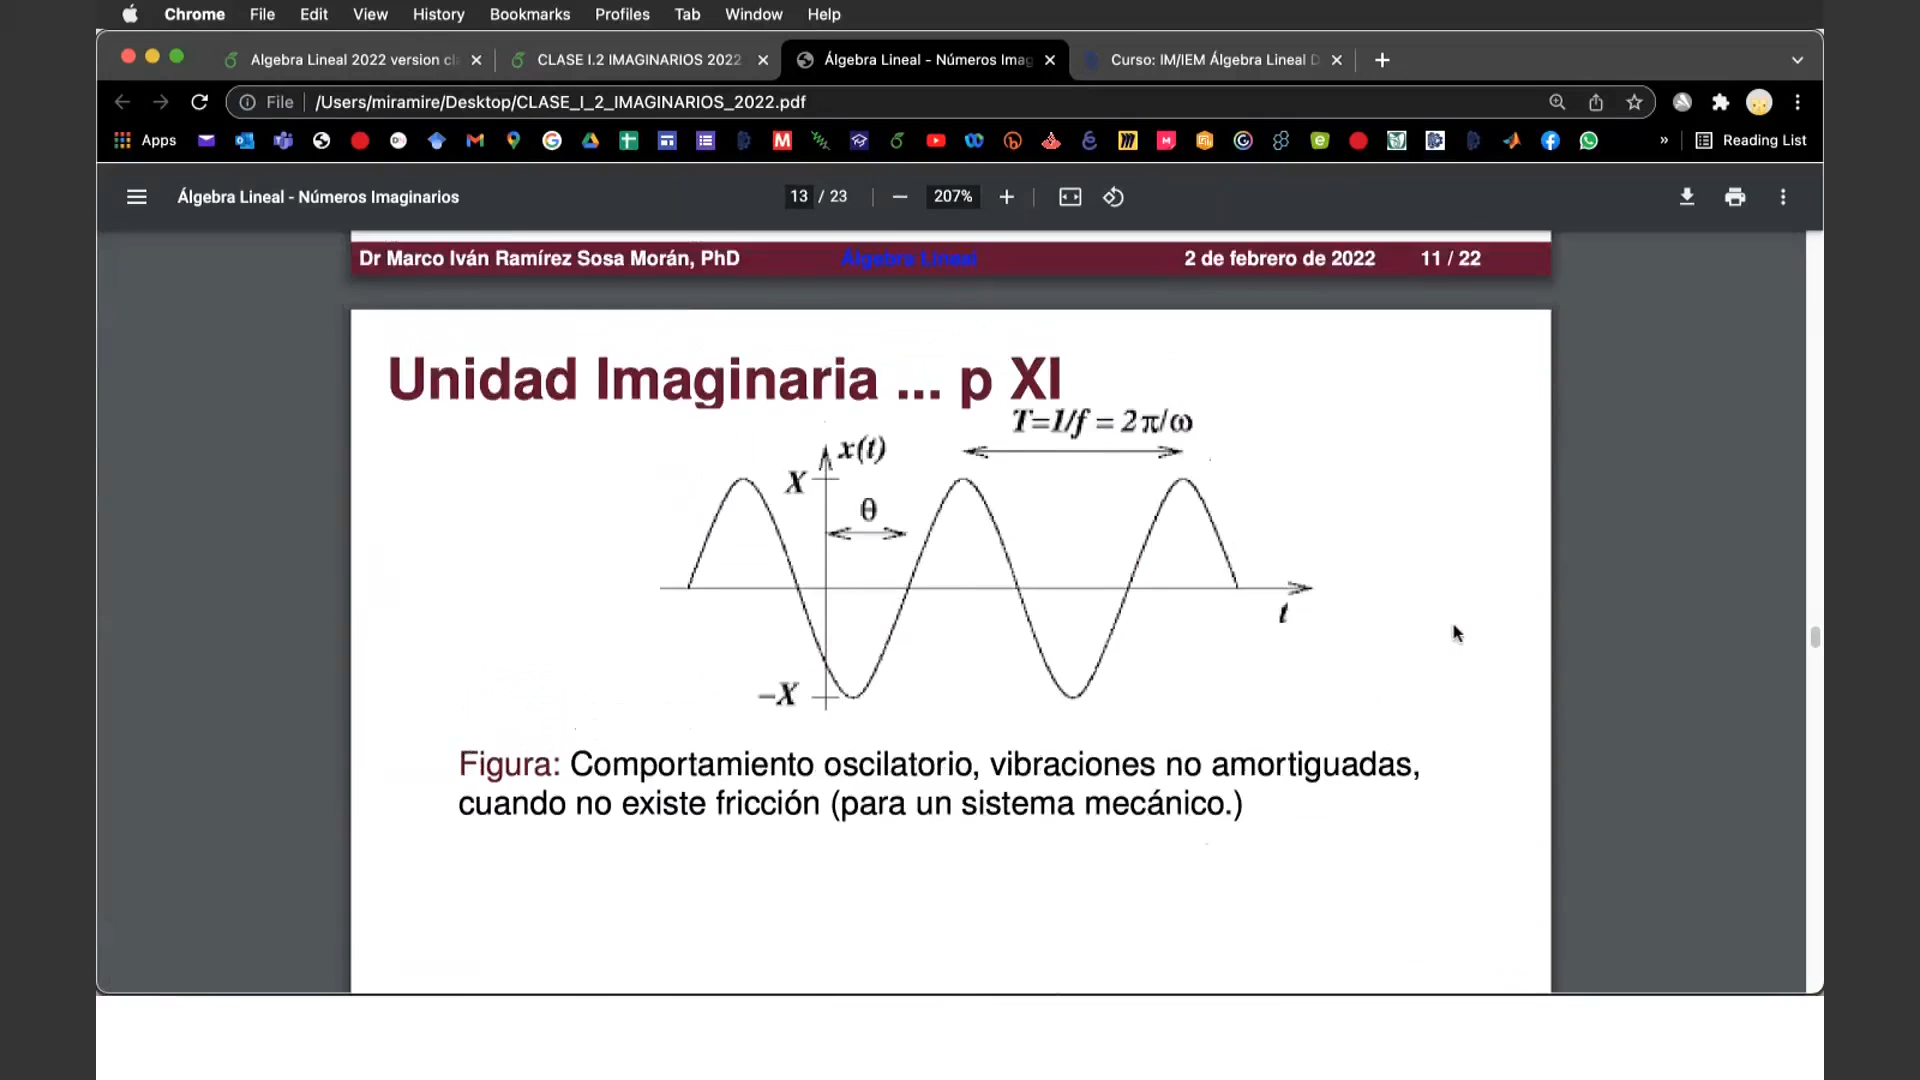 Chrome File Edit View History Bookmarks Profiles Tab Window Help
Algebra Lineal 2022 version cl
CLASE I.2 IMAGINARIOS 2022
Álgebra Lineal - Números Imag
Curso: IM/IEM Álgebra Lineal D
File /Users/miramire/Desktop/CLASE_I_2_IMAGINARIOS_2022.pdf
Apps
» Reading List
Álgebra Lineal - Números Imaginarios
13 / 23
207%
Dr Marco Iván Ramírez Sosa Morán, PhD Álgebra Lineal 2 de febrero de 2022 11 / 22
Unidad Imaginaria ... p XI
T=1/f = 2π/ω
x(t)
X
θ
t
–X
Figura: Comportamiento oscilatorio, vibraciones no amortiguadas,
cuando no existe fricción (para un sistema mecánico.)